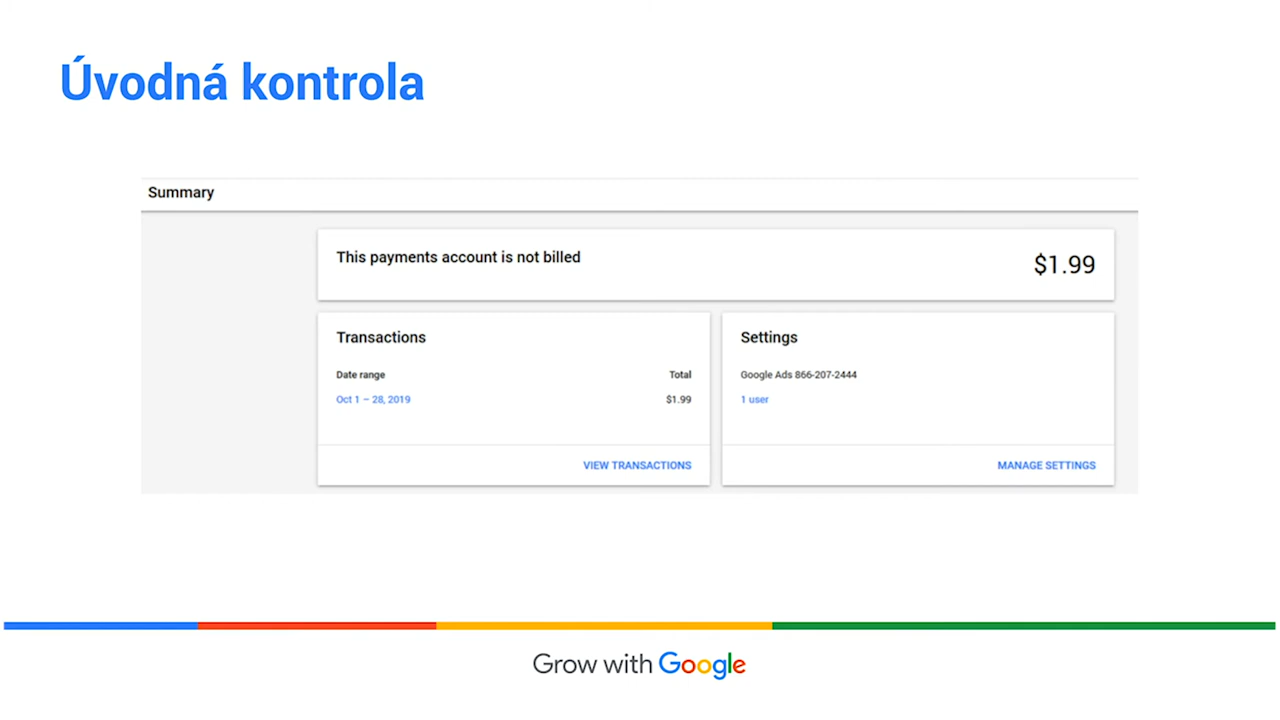 Úvodná kontrola
Summary
This payments account is not billed
$1.99
Transactions
Date range Total
Oct 1 – 28, 2019 $1.99
VIEW TRANSACTIONS
Settings
Google Ads 866-207-2444
1 user
MANAGE SETTINGS
Grow with Google